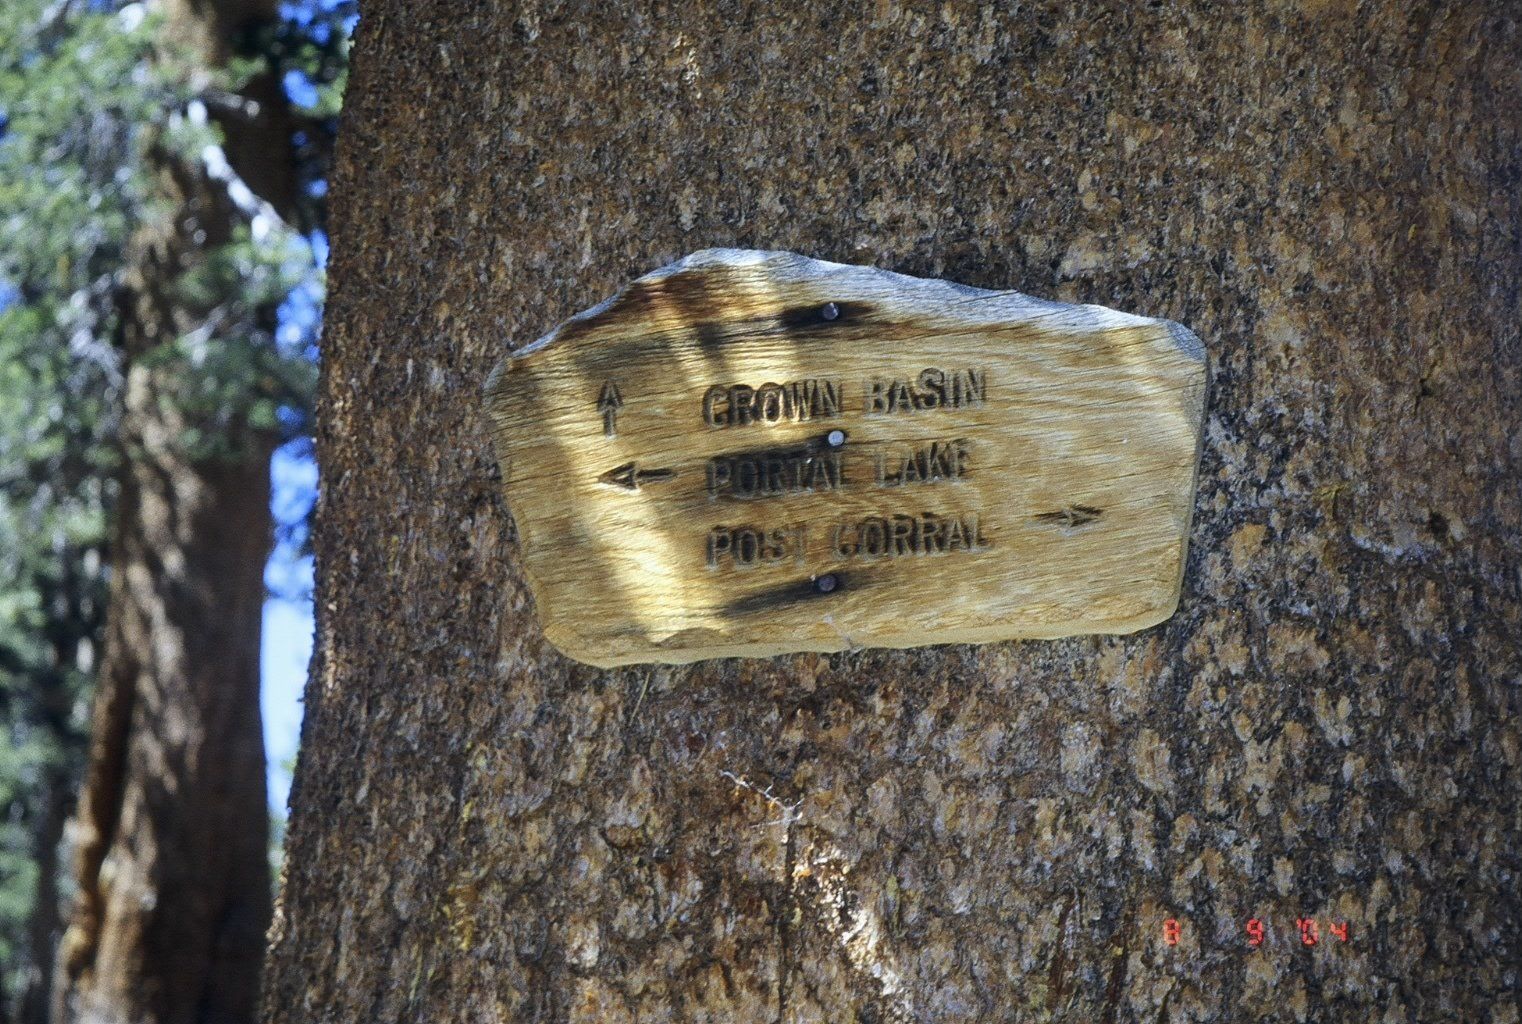 ↑ CROWN BASIN
← PORTAL LAKE
POST CORRAL →
8 9 '04